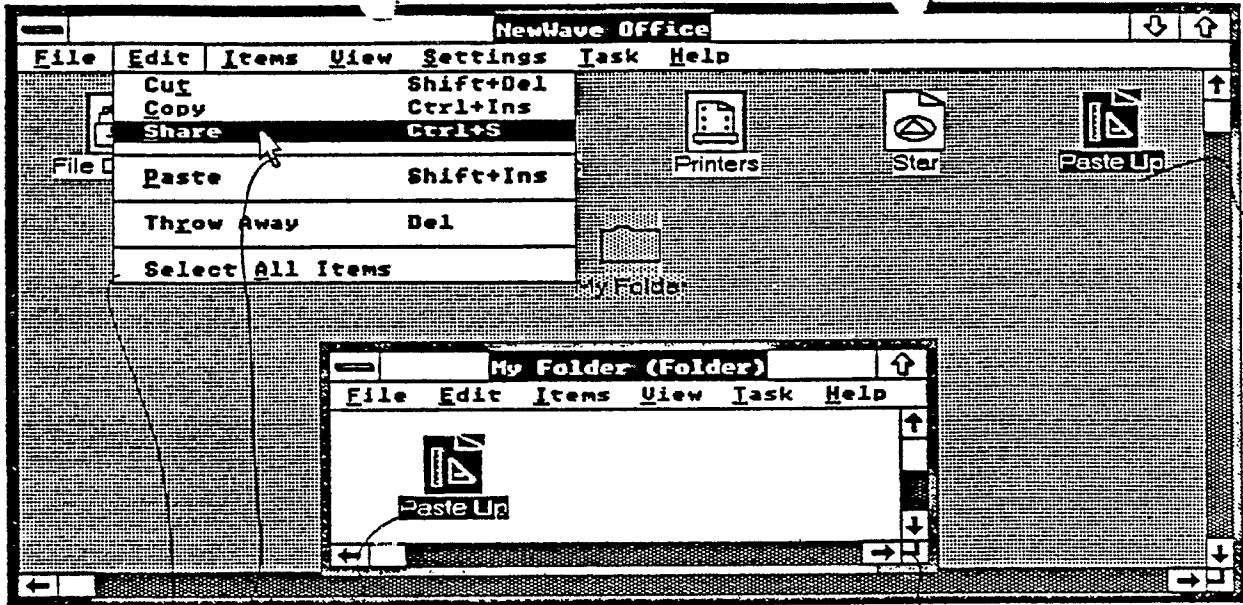 NewWave Office
File Edit Items View Settings Task Help
Cut Shift+Del
Copy Ctrl+Ins
Share Ctrl+S
Paste Shift+Ins
Throw Away Del
Select All Items
File
Printers
Star
Paste Up
My Folder
My Folder (Folder)
File Edit Items View Task Help
Paste Up